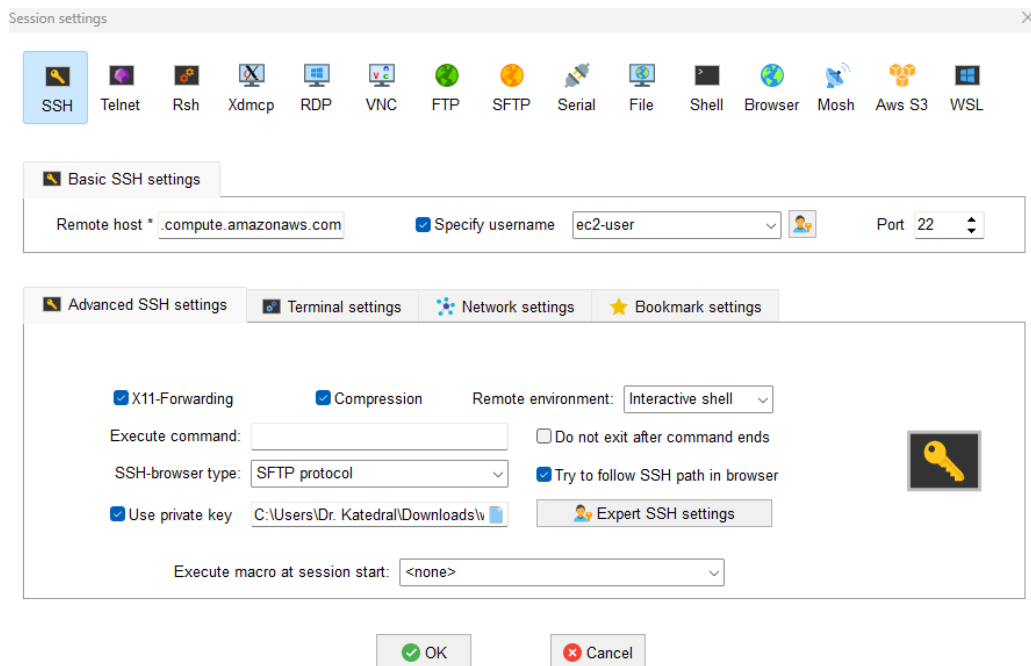 Session settings
SSH Telnet Rsh Xdmcp RDP VNC FTP SFTP Serial File Shell Browser Mosh Aws S3 WSL
Basic SSH settings
Remote host * .compute.amazonaws.com Specify username ec2-user Port 22
Advanced SSH settings Terminal settings Network settings Bookmark settings
X11-Forwarding Compression Remote environment: Interactive shell
Execute command: Do not exit after command ends
SSH-browser type: SFTP protocol Try to follow SSH path in browser
Use private key C:\Users\Dr. Katedral\Downloads\ Expert SSH settings
Execute macro at session start: <none>
OK Cancel